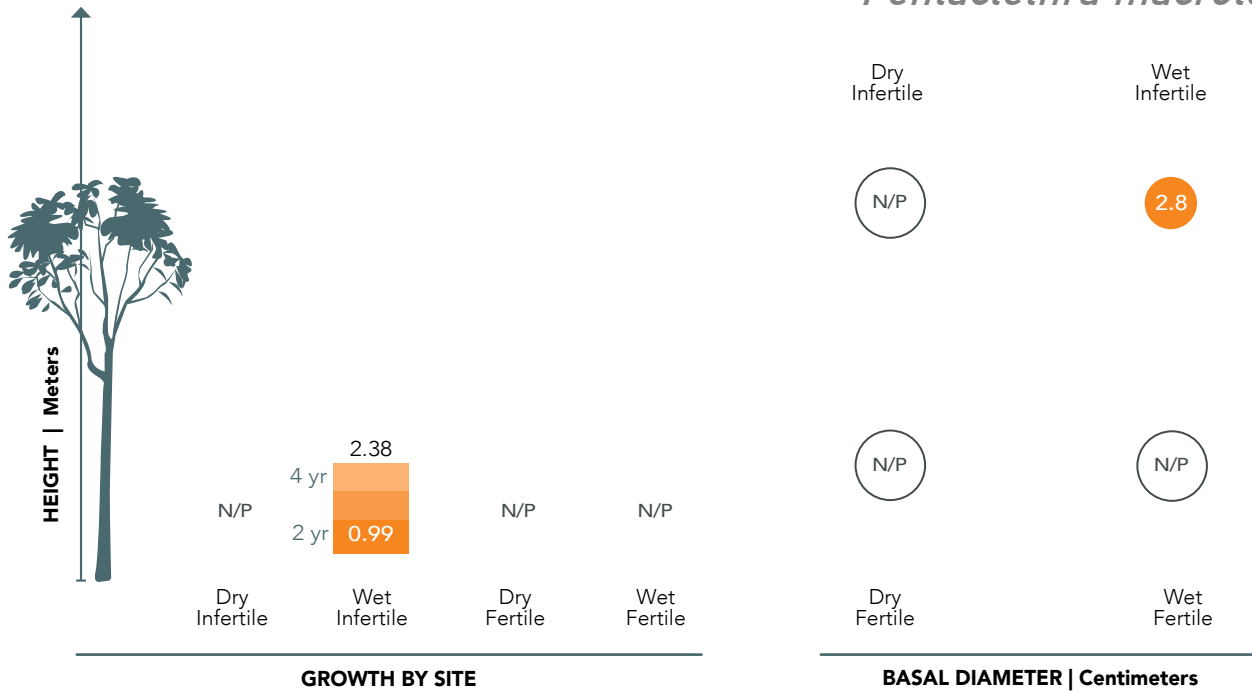 Dry
Infertile
Wet
Infertile
N/P
2.8
HEIGHT | Meters
2.38
4 yr
N/P
2 yr
0.99
N/P
N/P
N/P
N/P
Dry
Infertile
Wet
Infertile
Dry
Fertile
Wet
Fertile
Dry
Fertile
Wet
Fertile
GROWTH BY SITE
BASAL DIAMETER | Centimeters